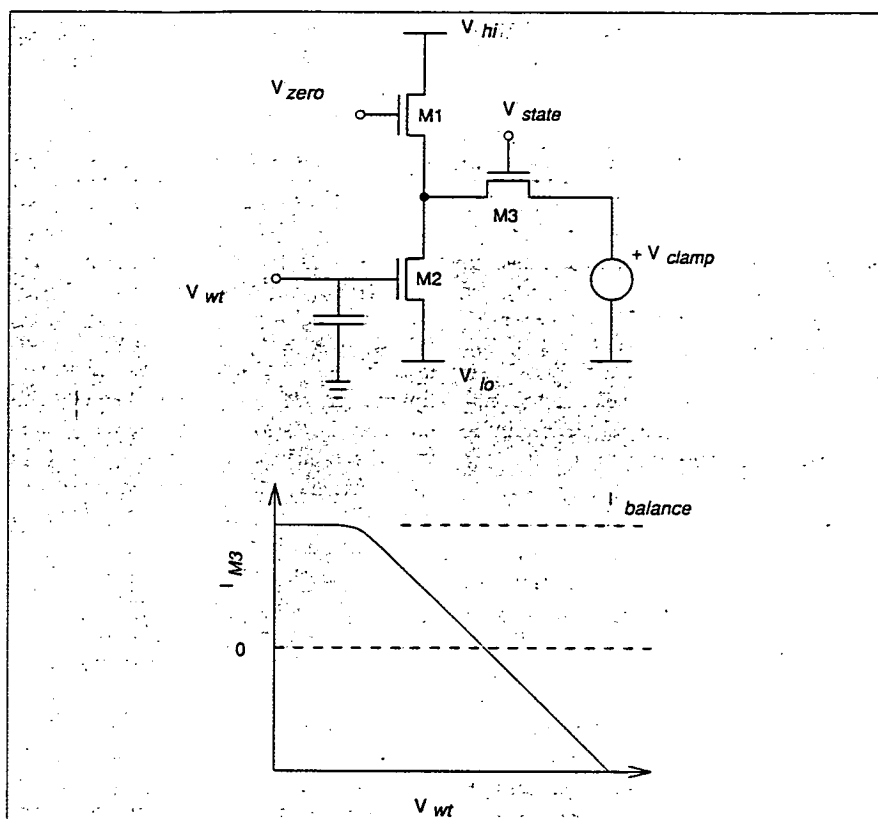 V hi
V zero
M1
V state
M3
+ V clamp
M2
V wt
V lo
I balance
I M3
0
V wt